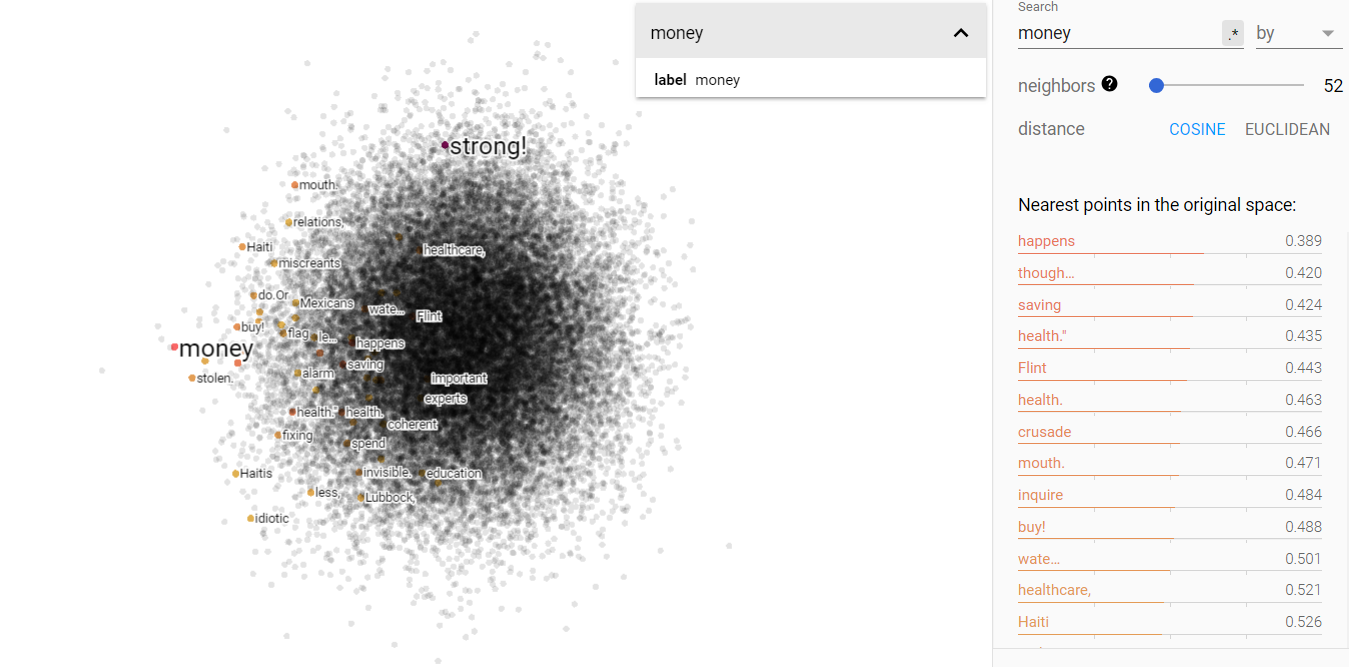 Search
money
.*
by
neighbors ?
52
distance
COSINE
EUCLIDEAN
Nearest points in the original space:
happens 0.389
though... 0.420
saving 0.424
health." 0.435
Flint 0.443
health. 0.463
crusade 0.466
mouth. 0.471
inquire 0.484
buy! 0.488
wate... 0.501
healthcare, 0.521
Haiti 0.526
money
label money
strong!
mouth.
relations,
Haiti
healthcare,
miscreants
do.Or
Mexicans
wate...
Flint
buy!
flag
le...
happens
money
saving
stolen.
alarm
important
experts
health."
health.
coherent
fixing
spend
Haitis
invisible.
education
less,
Lubbock,
idiotic